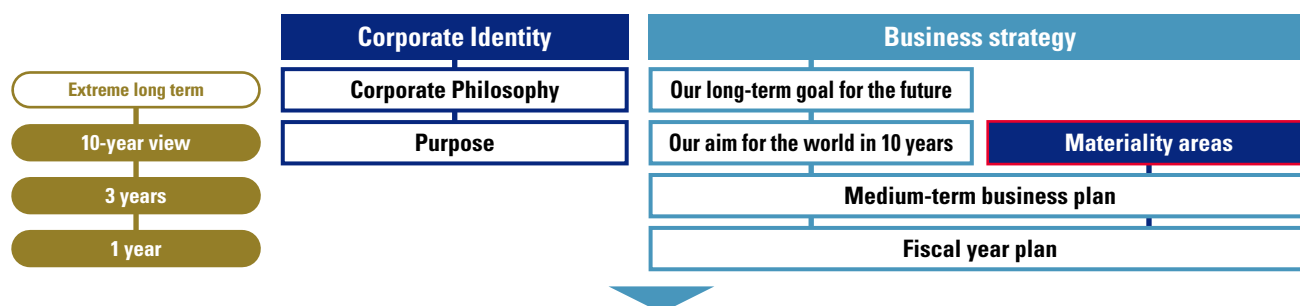 Corporate Identity
Business strategy
Extreme long term
Corporate Philosophy
Our long-term goal for the future
10-year view
Purpose
Our aim for the world in 10 years
Materiality areas
3 years
Medium-term business plan
1 year
Fiscal year plan